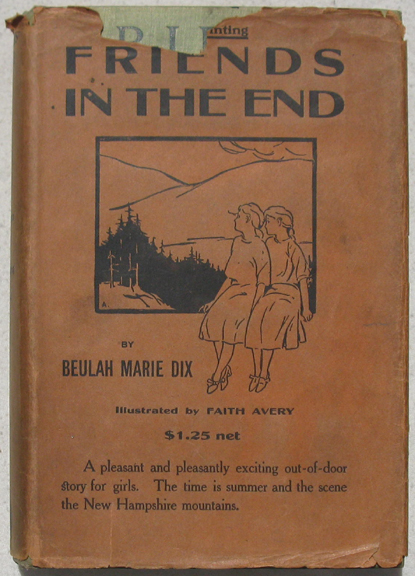 FRIENDS
IN THE END
BY
BEULAH MARIE DIX
Illustrated by FAITH AVERY
$1.25 net
A pleasant and pleasantly exciting out-of-door
story for girls. The time is summer and the scene
the New Hampshire mountains.